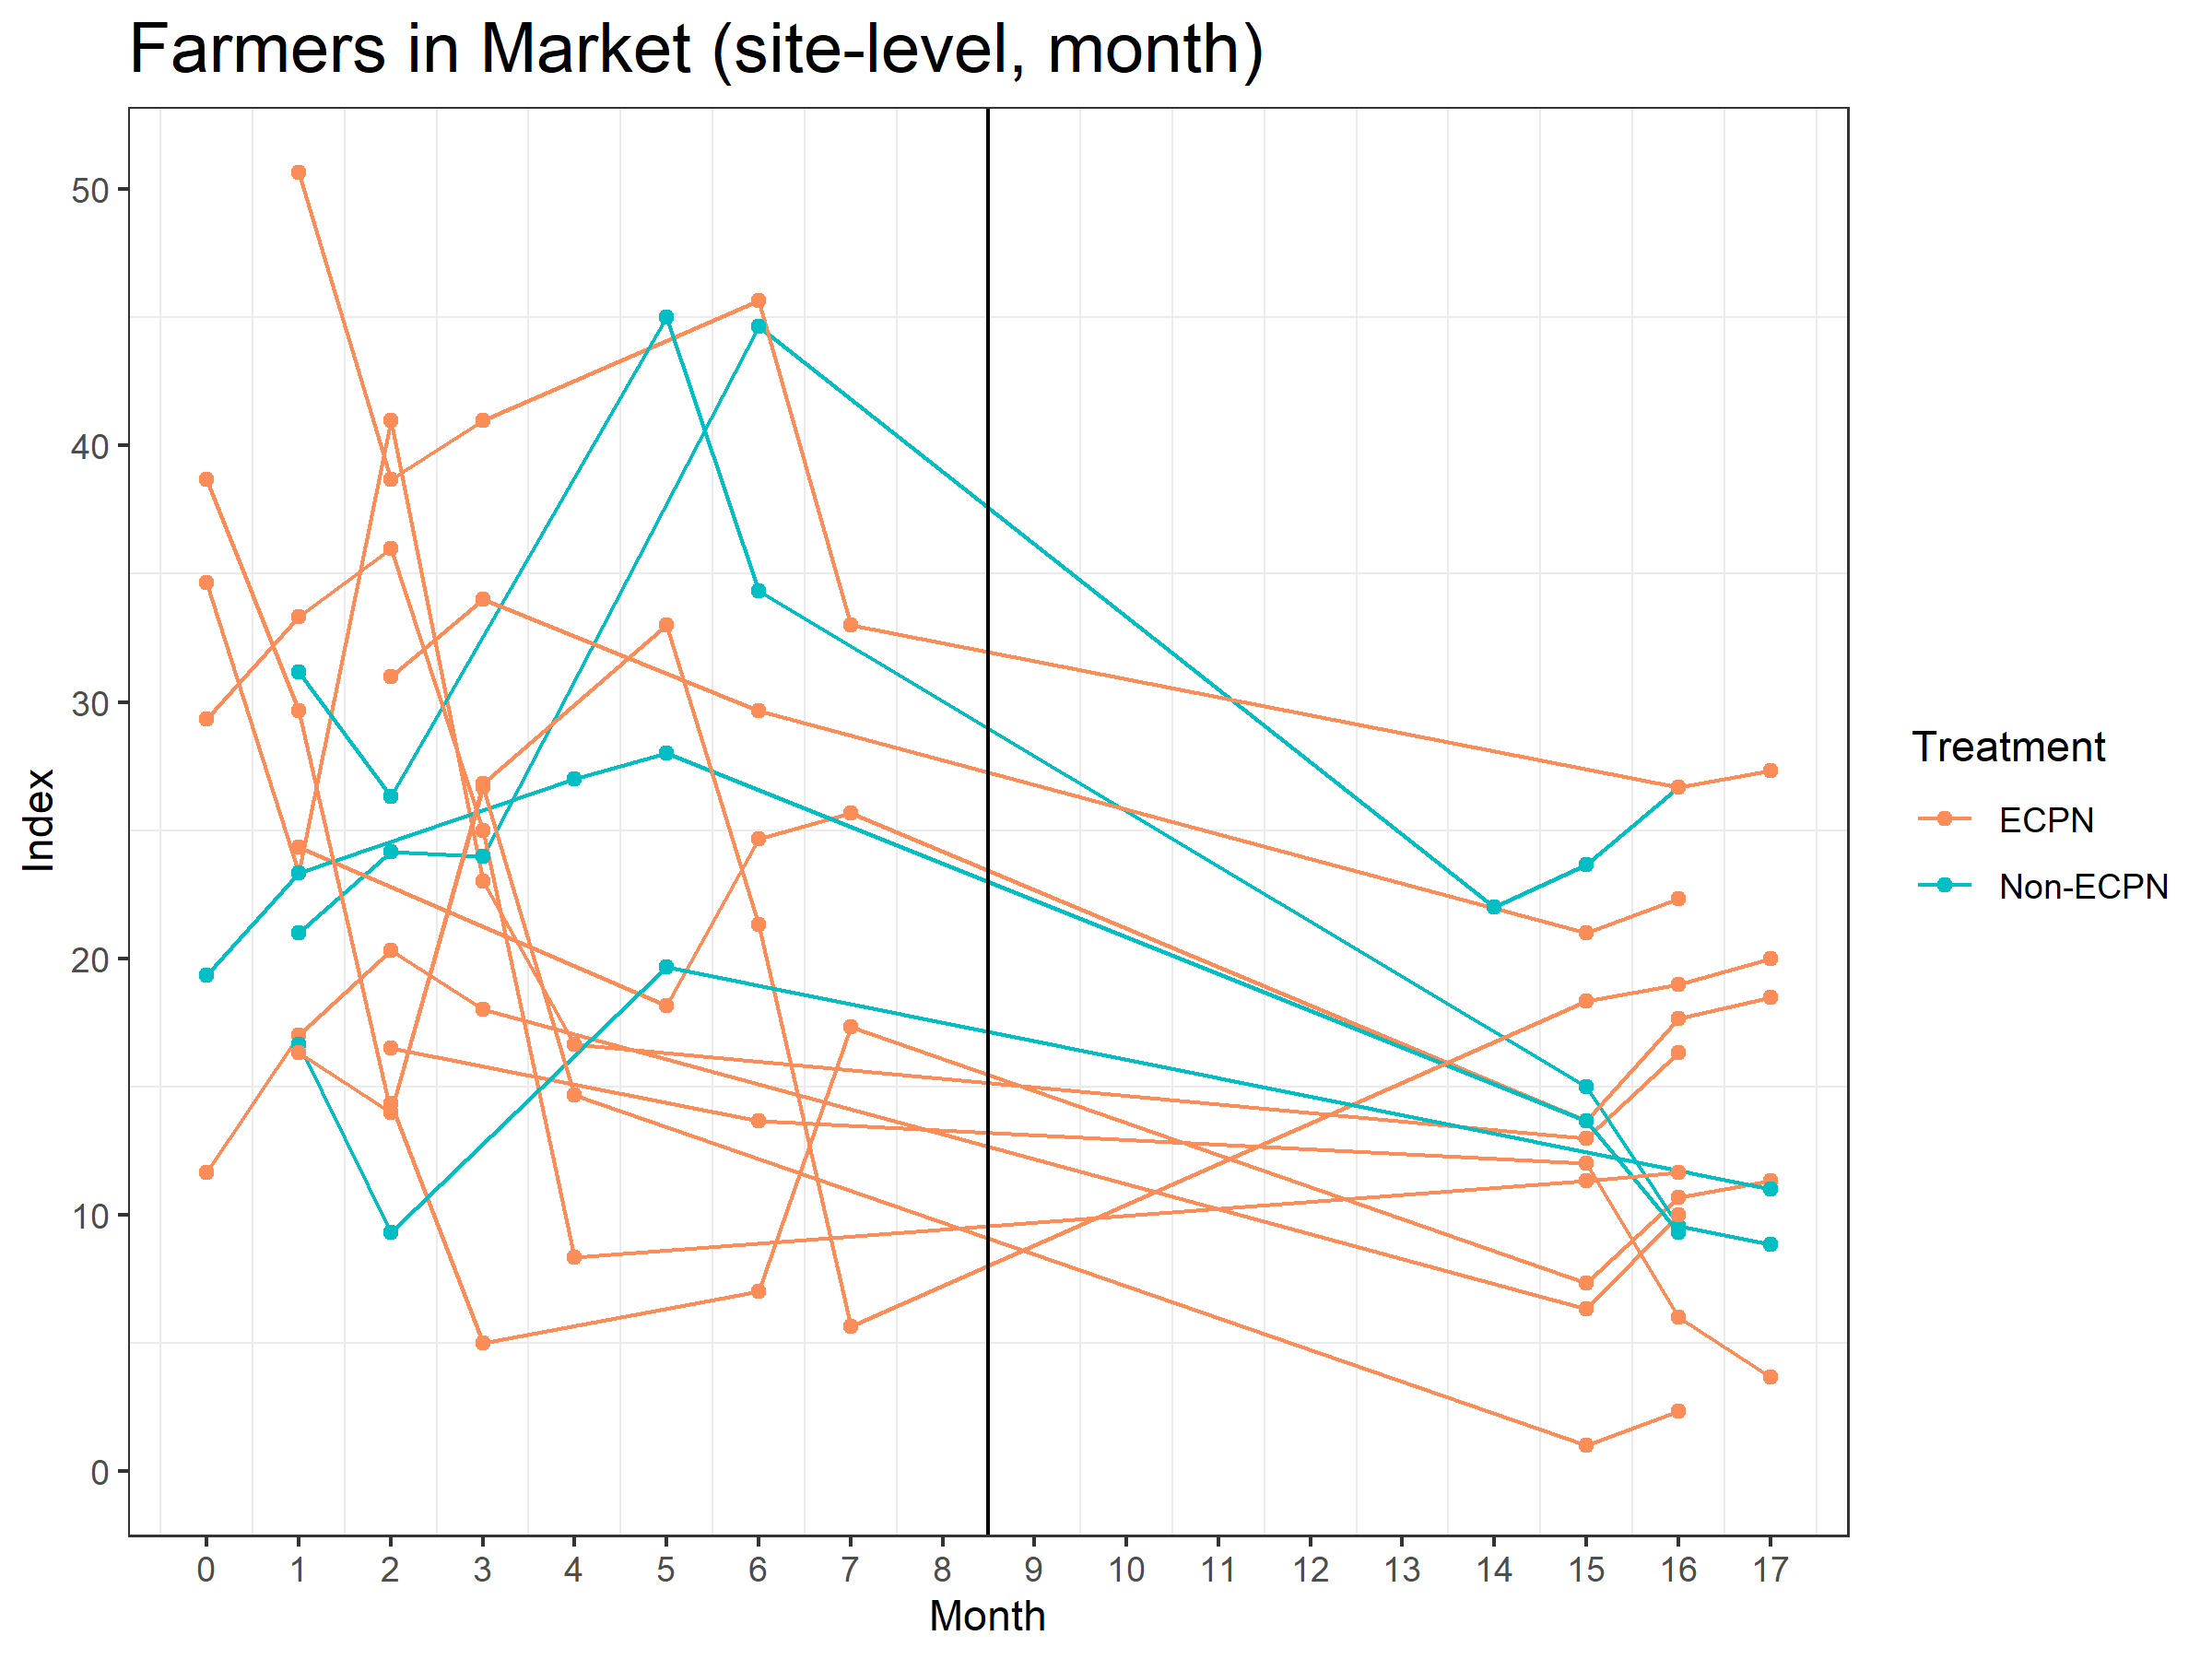 Farmers in Market (site-level, month)
50
40
30
20
10
0
Index
0 1 2 3 4 5 6 7 8 9 10 11 12 13 14 15 16 17
Month
Treatment
ECPN
Non-ECPN